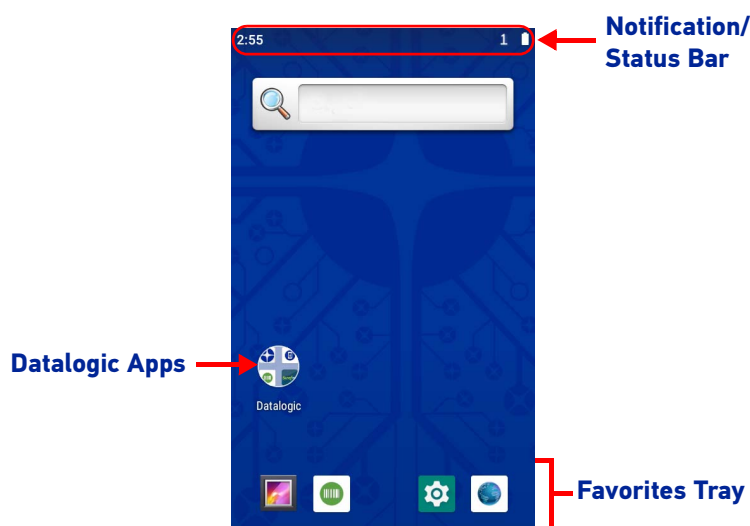 Notification/
Status Bar
2:55
1
Datalogic Apps
Datalogic
Favorites Tray